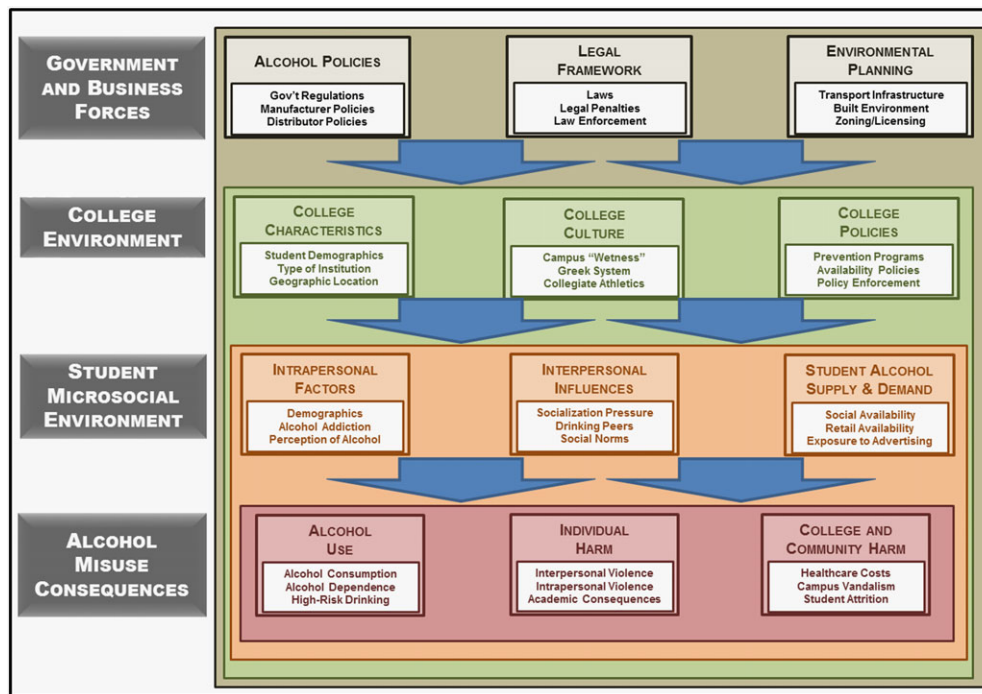 GOVERNMENT
AND BUSINESS
FORCES
ALCOHOL POLICIES
Gov't Regulations
Manufacturer Policies
Distributor Policies
LEGAL
FRAMEWORK
Laws
Legal Penalties
Law Enforcement
ENVIRONMENTAL
PLANNING
Transport Infrastructure
Built Environment
Zoning/Licensing
COLLEGE
ENVIRONMENT
COLLEGE
CHARACTERISTICS
Student Demographics
Type of Institution
Geographic Location
COLLEGE
CULTURE
Campus “Wetness”
Greek System
Collegiate Athletics
COLLEGE
POLICIES
Prevention Programs
Availability Policies
Policy Enforcement
STUDENT
MICROSOCIAL
ENVIRONMENT
INTRAPERSONAL
FACTORS
Demographics
Alcohol Addiction
Perception of Alcohol
INTERPERSONAL
INFLUENCES
Socialization Pressure
Drinking Peers
Social Norms
STUDENT ALCOHOL
SUPPLY & DEMAND
Social Availability
Retail Availability
Exposure to Advertising
ALCOHOL
MISUSE
CONSEQUENCES
ALCOHOL
USE
Alcohol Consumption
Alcohol Dependence
High-Risk Drinking
INDIVIDUAL
HARM
Interpersonal Violence
Intrapersonal Violence
Academic Consequences
COLLEGE AND
COMMUNITY HARM
Healthcare Costs
Campus Vandalism
Student Attrition